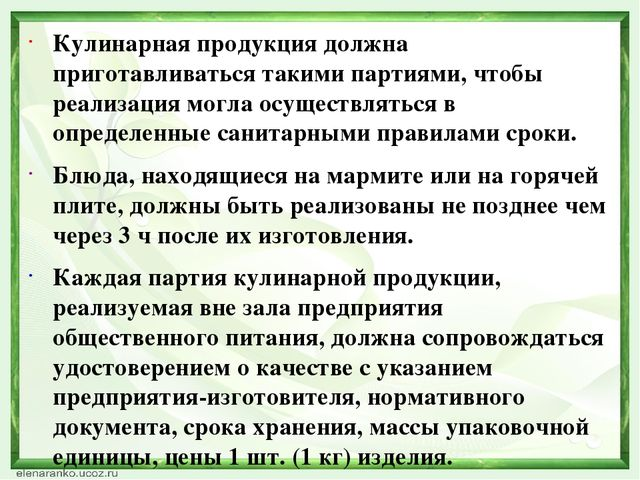 Кулинарная продукция должна
приготавливаться такими партиями, чтобы
реализация могла осуществляться в
определенные санитарными правилами сроки.
Блюда, находящиеся на мармите или на горячей
плите, должны быть реализованы не позднее чем
через 3 ч после их изготовления.
Каждая партия кулинарной продукции,
реализуемая вне зала предприятия
общественного питания, должна сопровождаться
удостоверением о качестве с указанием
предприятия-изготовителя, нормативного
документа, срока хранения, массы упаковочной
единицы, цены 1 шт. (1 кг) изделия.
elenaranko.ucoz.ru